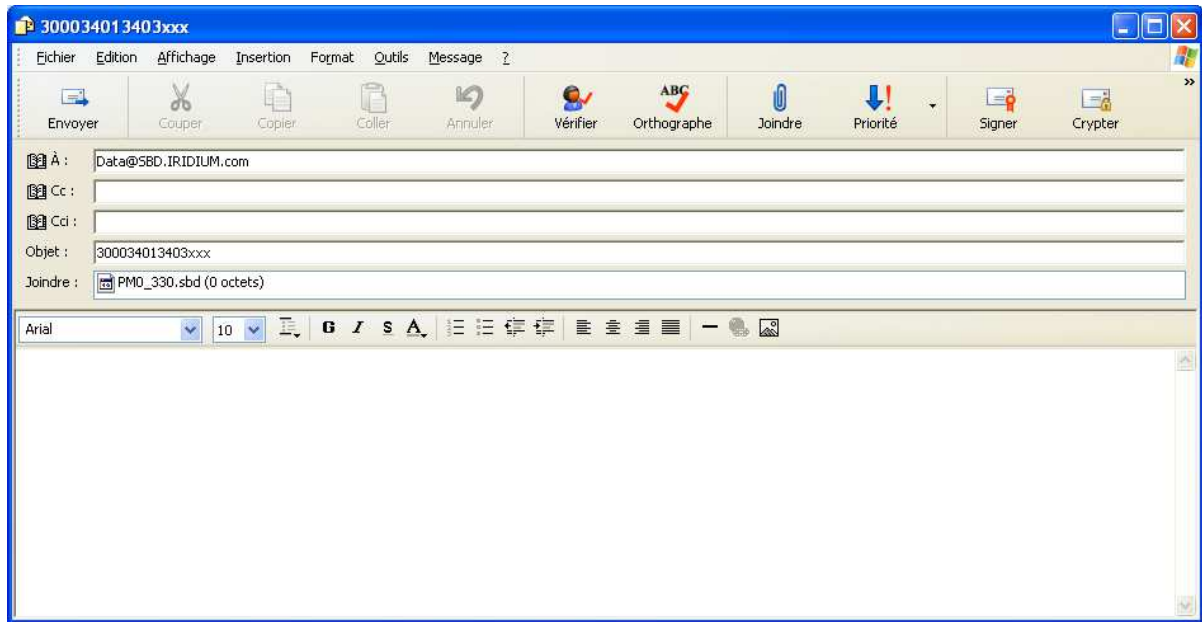 300034013403xxx
Fichier Edition Affichage Insertion Format Outils Message ?
Envoyer Couper Copier Coller Annuler Vérifier ABC Orthographe Joindre Priorité Signer Crypter »
À : Data@SBD.IRIDIUM.com
Cc :
Cci :
Objet : 300034013403xxx
Joindre : PM0_330.sbd (0 octets)
Arial 10 G I S A